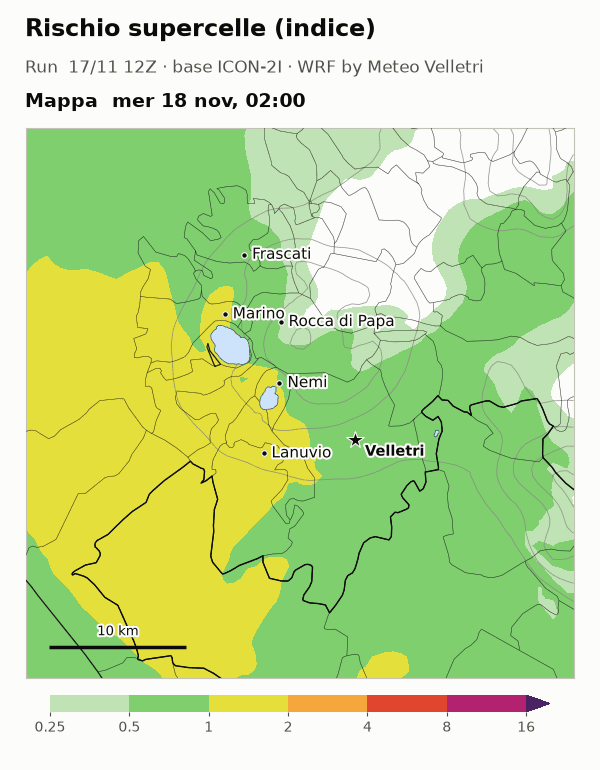 Rischio supercelle (indice)
Run  17/11 12Z · base ICON-2I · WRF by Meteo Velletri
Mappa  mer 18 nov, 02:00
Frascati
Marino
Rocca di Papa
Nemi
Velletri
Lanuvio
10 km
0.25 0.5 1 2 4 8 16